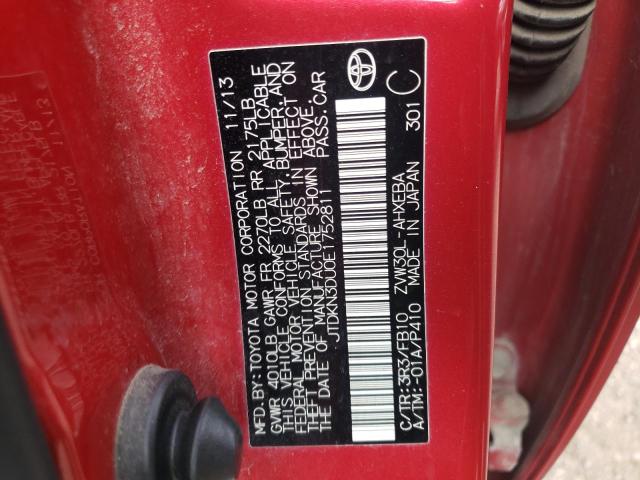 MFD. BY:TOYOTA MOTOR CORPORATION 11/13
GVWR 4010LB GAWR FR 2270LB RR 2175LB
THIS VEHICLE CONFORMS TO ALL APPLICABLE
FEDERAL MOTOR VEHICLE SAFETY,BUMPER,AND
THEFT PREVENTION STANDARDS IN EFFECT ON
THE DATE OF MANUFACTURE SHOWN ABOVE.
JTDKN3DU0E1752811 PASS.CAR
C/TR:3R3/FB10 ZVW30L-AHXEBA
A/TM:-01A/P410 MADE IN JAPAN 301 C